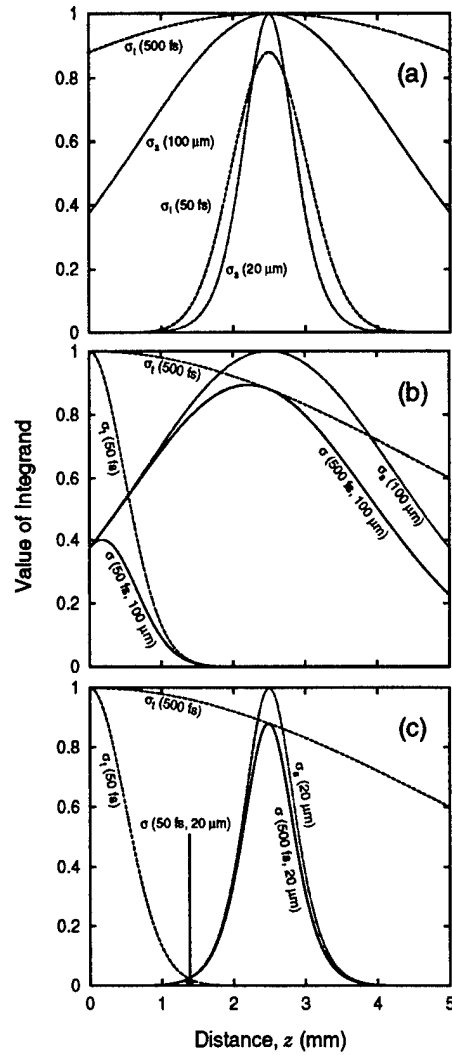 1
0.8
0.6
0.4
0.2
0
(a)
σt (500 fs)
σs (100 µm)
σt (50 fs)
σs (20 µm)
Value of Integrand
1
0.8
0.6
0.4
0.2
0
(b)
σt (500 fs)
σt (50 fs)
σs (100 µm)
σ (500 fs, 100 µm)
σ (50 fs, 100 µm)
1
0.8
0.6
0.4
0.2
0
(c)
σt (500 fs)
σt (50 fs)
σ (50 fs, 20 µm)
σs (20 µm)
σ (500 fs, 20 µm)
0 1 2 3 4 5
Distance, z (mm)